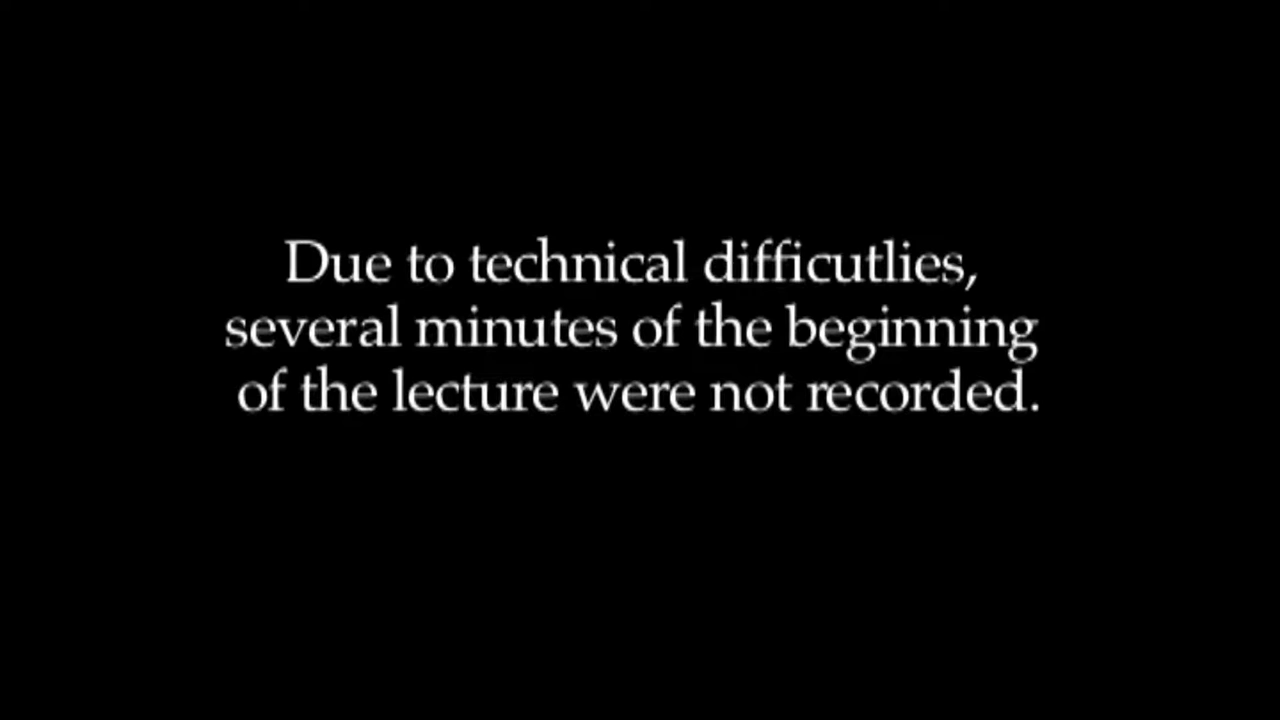 Due to technical difficutlies,
several minutes of the beginning
of the lecture were not recorded.